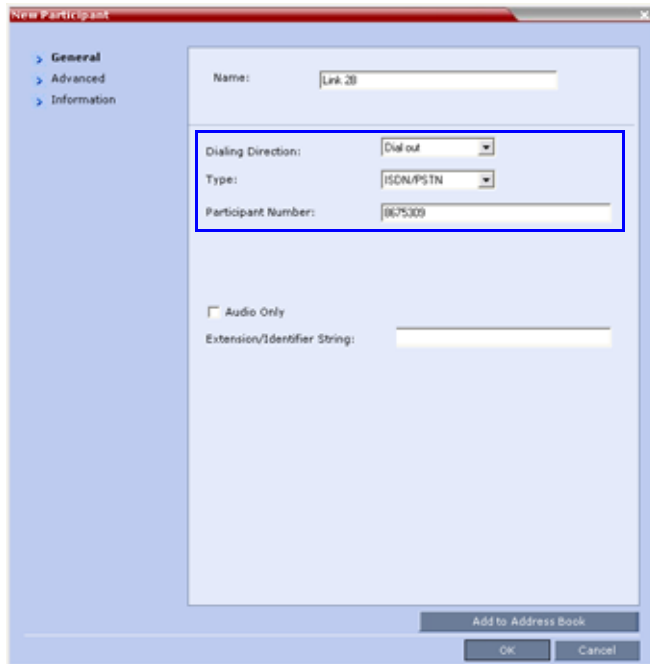 New Participant
General
Advanced
Information
Name: Link 2B
Dialing Direction: Dial out
Type: ISDN/PSTN
Participant Number: 8675309
Audio Only
Extension/Identifier String:
Add to Address Book
OK Cancel